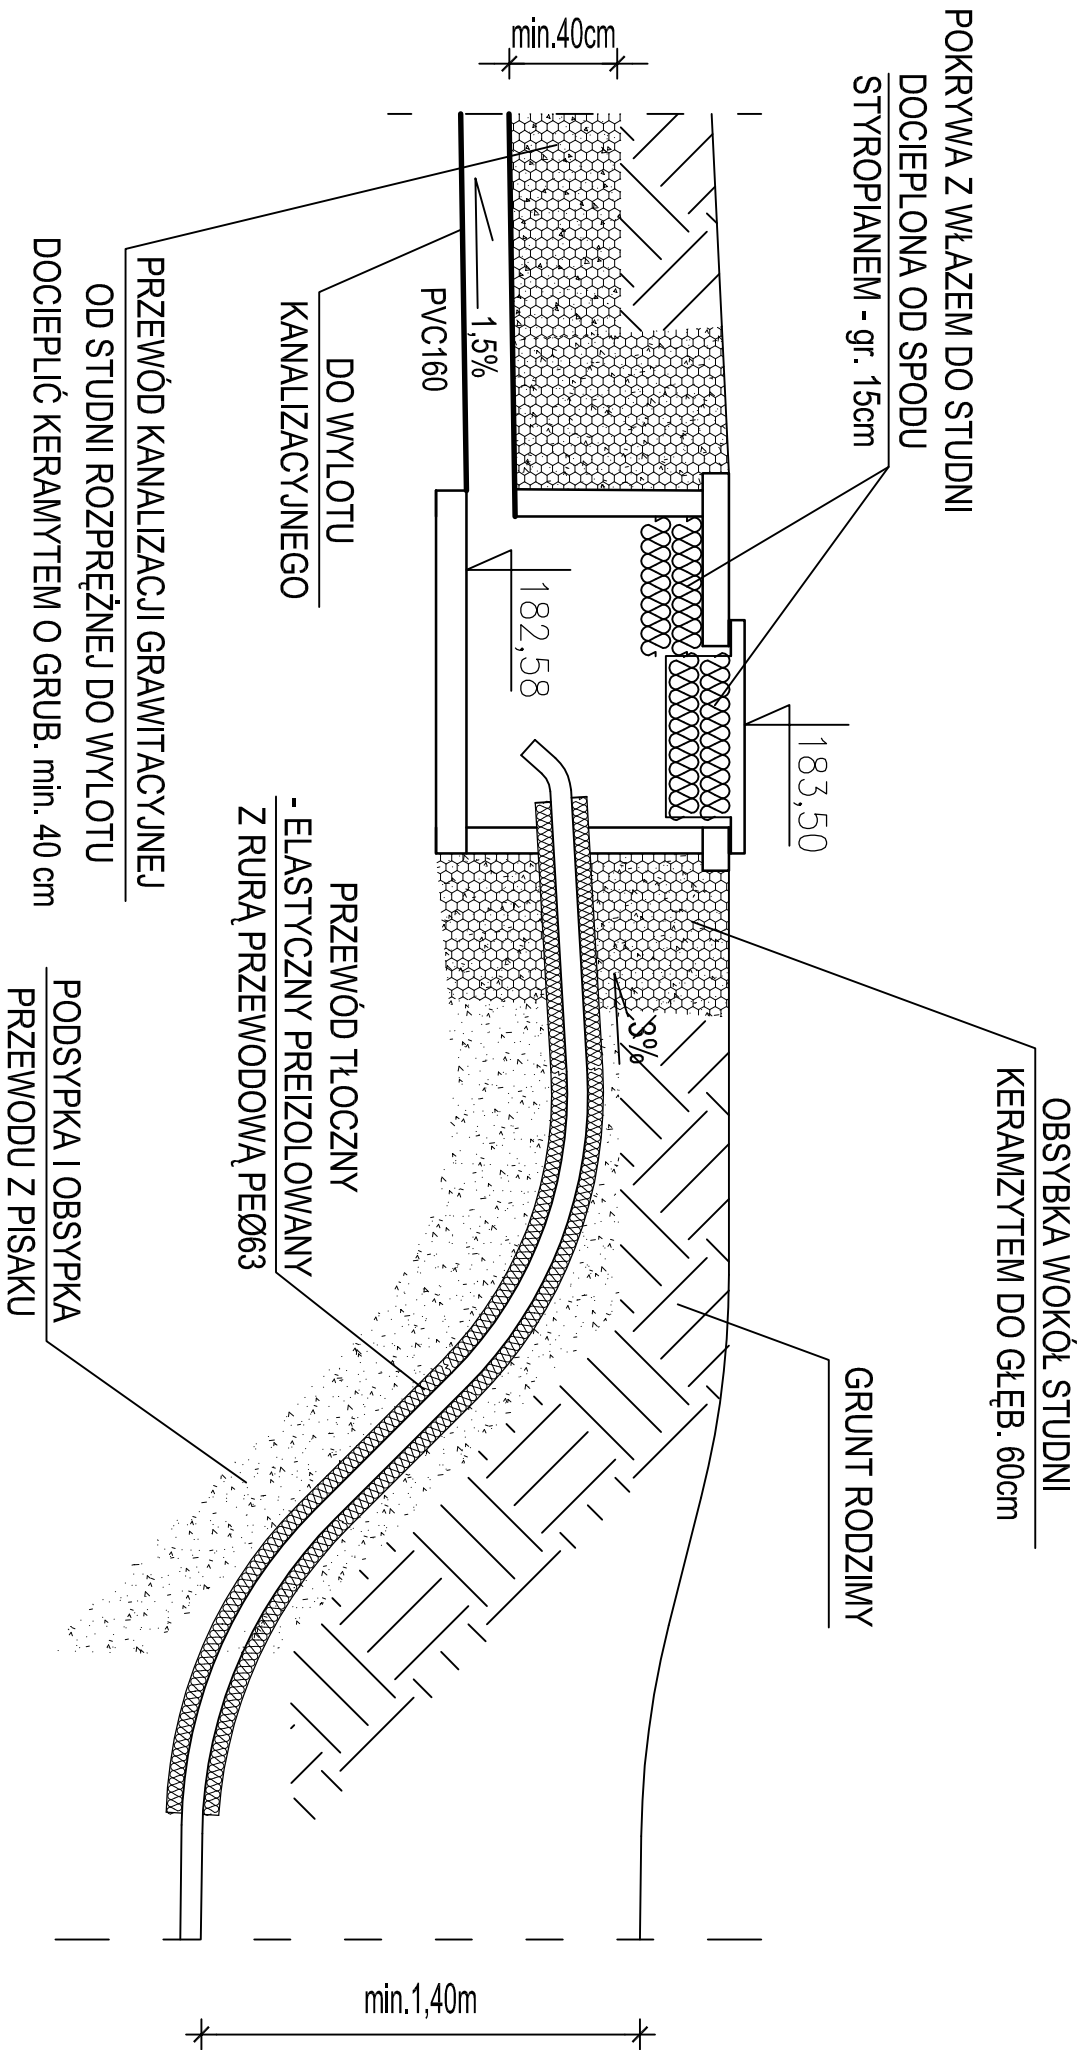 POKRYWA Z WŁAZEM DO STUDNI
DOCIEPLONA OD SPODU
STYROPIANEM - gr. 15cm
OBSYBKA WOKÓŁ STUDNI
KERAMZYTEM DO GŁĘB. 60cm
GRUNT RODZIMY
183,50
182,58
3%
min.40cm
1,5%
PVC160
DO WYLOTU
KANALIZACYJNEGO
PRZEWÓD TŁOCZNY
- ELASTYCZNY PREIZOLOWANY
Z RURĄ PRZEWODOWĄ PEØ63
min.1,40m
PRZEWÓD KANALIZACJI GRAWITACYJNEJ
OD STUDNI ROZPRĘŻNEJ DO WYLOTU
DOCIEPLIĆ KERAMYTEM O GRUB. min. 40 cm
PODSYPKA I OBSYPKA
PRZEWODU Z PISAKU